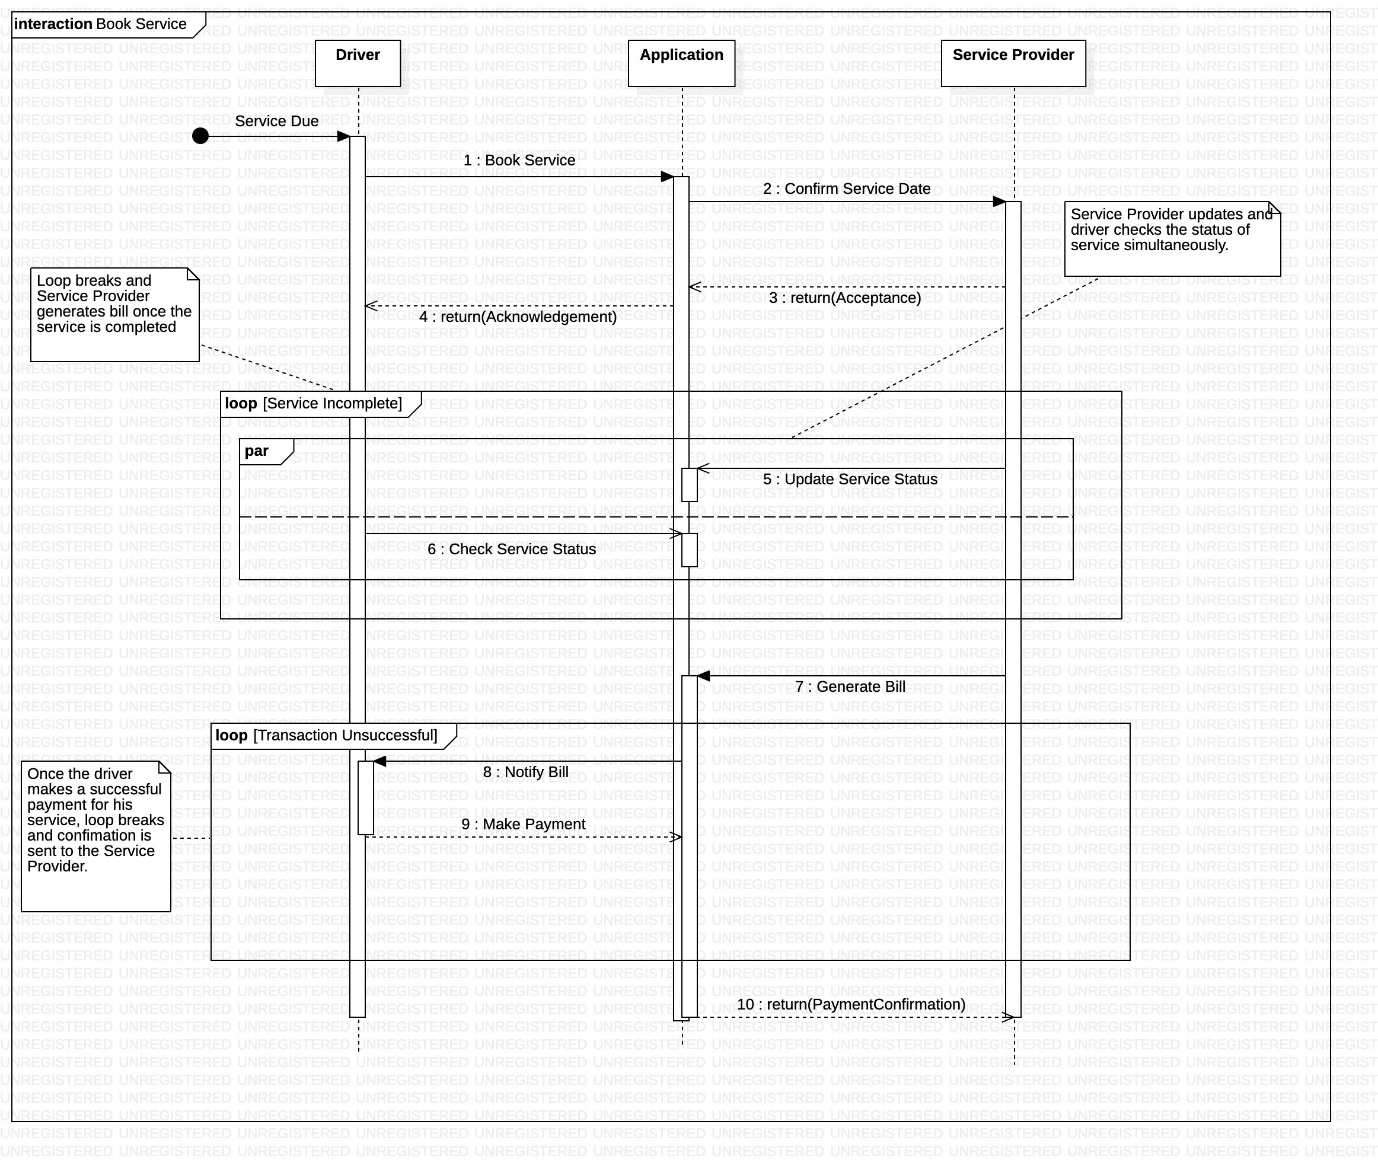 interaction Book Service
Driver
Application
Service Provider
Service Due
1 : Book Service
2 : Confirm Service Date
Service Provider updates and
driver checks the status of
service simultaneously.
Loop breaks and
Service Provider
generates bill once the
service is completed
3 : return(Acceptance)
4 : return(Acknowledgement)
loop [Service Incomplete]
par
5 : Update Service Status
6 : Check Service Status
7 : Generate Bill
loop [Transaction Unsuccessful]
8 : Notify Bill
Once the driver
makes a successful
payment for his
service, loop breaks
and confimation is
sent to the Service
Provider.
9 : Make Payment
10 : return(PaymentConfirmation)
UNREGISTERED